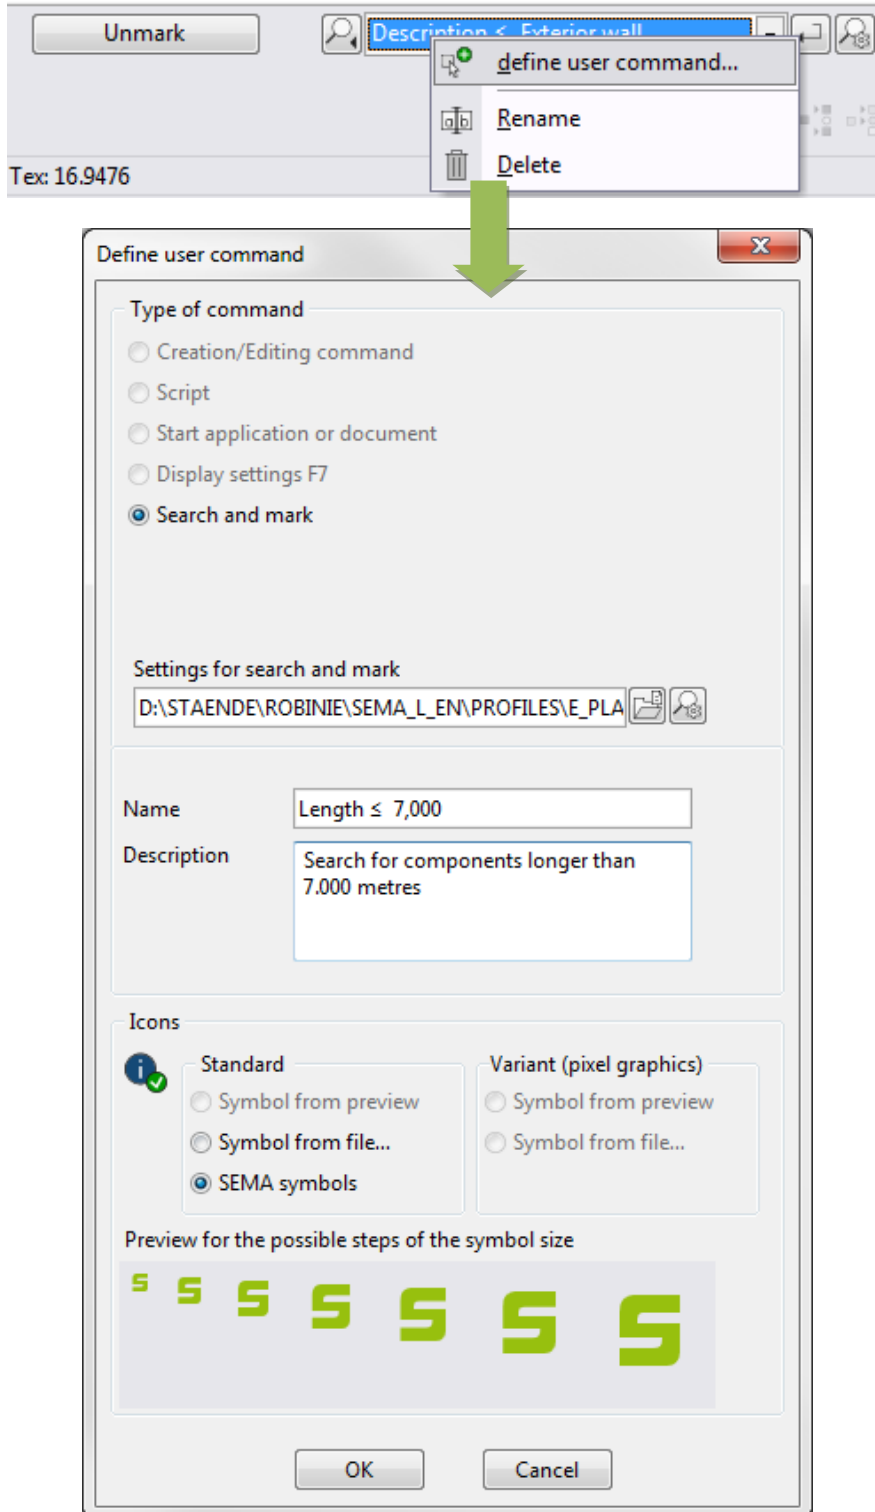 Unmark
Description ≤ Exterior wall
define user command...
Rename
Delete
Tex: 16.9476
Define user command
Type of command
Creation/Editing command
Script
Start application or document
Display settings F7
Search and mark
Settings for search and mark
D:\STAENDE\ROBINIE\SEMA_L_EN\PROFILES\E_PLA
Name
Length ≤ 7,000
Description
Search for components longer than
7.000 metres
Icons
Standard
Variant (pixel graphics)
Symbol from preview
Symbol from preview
Symbol from file...
Symbol from file...
SEMA symbols
Preview for the possible steps of the symbol size
OK
Cancel